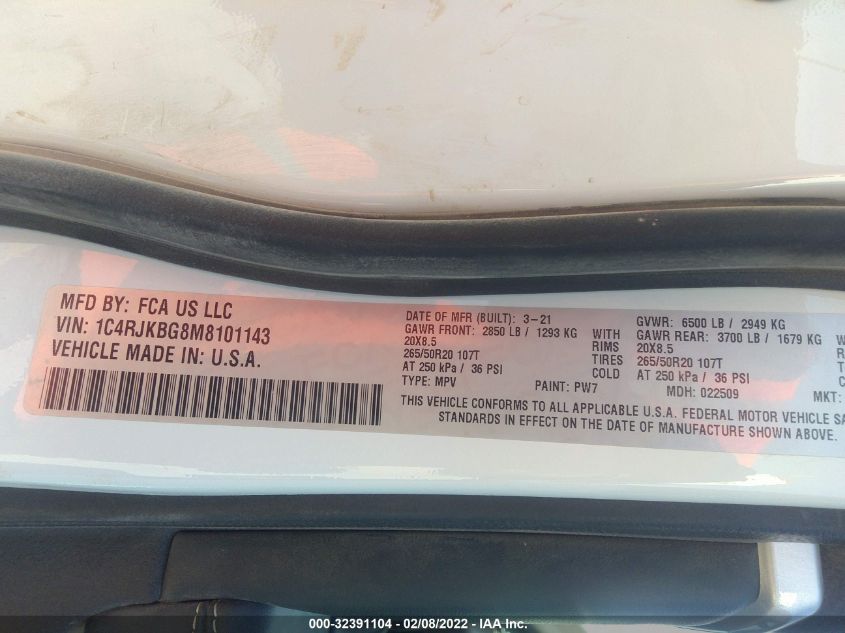 MFD BY: FCA US LLC
VIN: 1C4RJKBG8M8101143
VEHICLE MADE IN: U.S.A.
DATE OF MFR (BUILT): 3-21
GAWR FRONT: 2850 LB / 1293 KG WITH
20X8.5 RIMS
265/50R20 107T TIRES
AT 250 kPa / 36 PSI COLD
TYPE: MPV PAINT: PW7
GVWR: 6500 LB / 2949 KG
GAWR REAR: 3700 LB / 1679 KG
20X8.5
265/50R20 107T
AT 250 kPa / 36 PSI
MDH: 022509 MKT:
THIS VEHICLE CONFORMS TO ALL APPLICABLE U.S.A. FEDERAL MOTOR VEHICLE SA
STANDARDS IN EFFECT ON THE DATE OF MANUFACTURE SHOWN ABOVE.
000-32391104 - 02/08/2022 - IAAI.COM